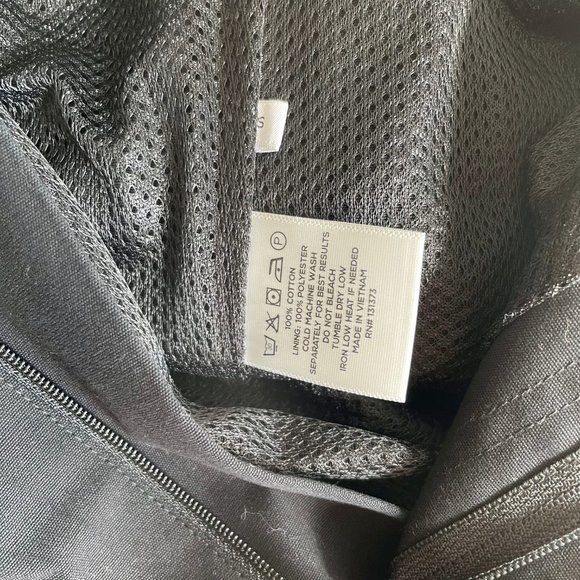 S
P
100% COTTON
LINING: 100% POLYESTER
COLD MACHINE WASH
SEPARATELY FOR BEST RESULTS
DO NOT BLEACH
TUMBLE DRY LOW
IRON LOW HEAT IF NEEDED
MADE IN VIETNAM
RN# 131373